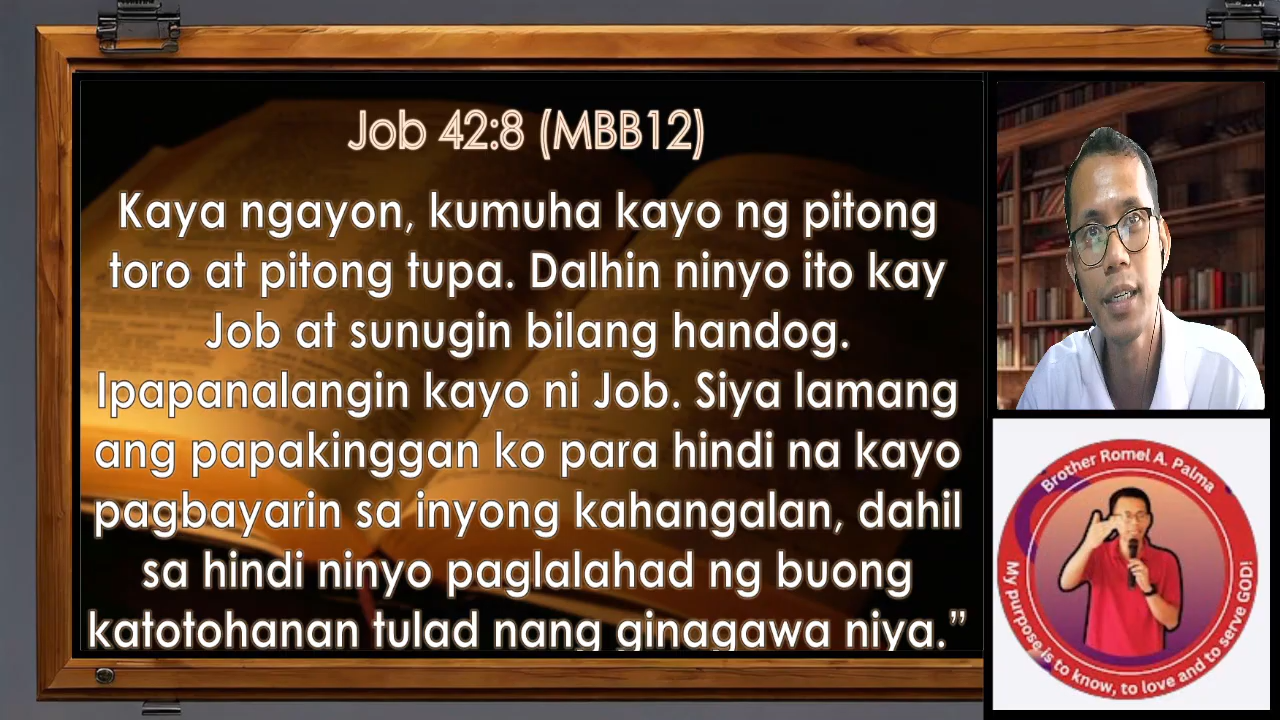 Job 42:8 (MBB12)
Kaya ngayon, kumuha kayo ng pitong
toro at pitong tupa. Dalhin ninyo ito kay
Job at sunugin bilang handog.
Ipapanalangin kayo ni Job. Siya lamang
ang papakinggan ko para hindi na kayo
pagbayarin sa inyong kahangalan, dahil
sa hindi ninyo paglalahad ng buong
katotohanan tulad nang ginagawa niya.”
Brother Romel A. Palma
My purpose is to know, to love and to serve GOD!